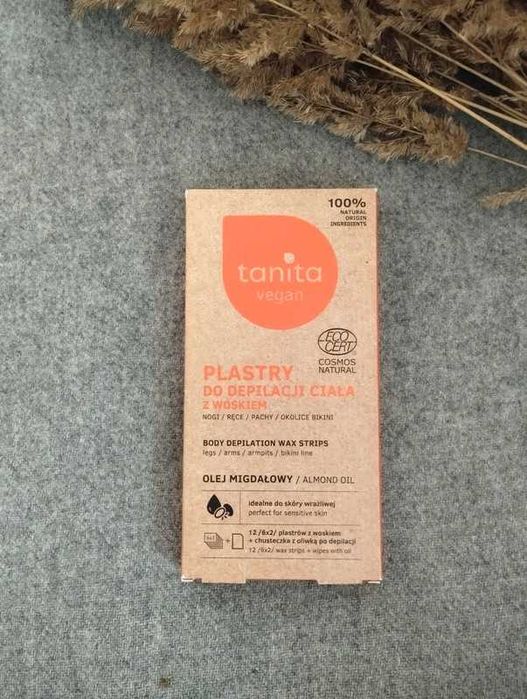 100%
NATURAL
ORIGIN
INGREDIENTS
tanita
vegan
ECO
CERT
COSMOS
NATURAL
PLASTRY
DO DEPILACJI CIAŁA
Z WOSKIEM
NOGI / RĘCE / PACHY / OKOLICE BIKINI
BODY DEPILATION WAX STRIPS
legs / arms / armpits / bikini line
OLEJ MIGDAŁOWY / ALMOND OIL
idealne do skóry wrażliwej
perfect for sensitive skin
12 /6x2/ plastrów z woskiem
+ chusteczka z oliwką po depilacji
12 /6x2/ wax strips + wipes with oil